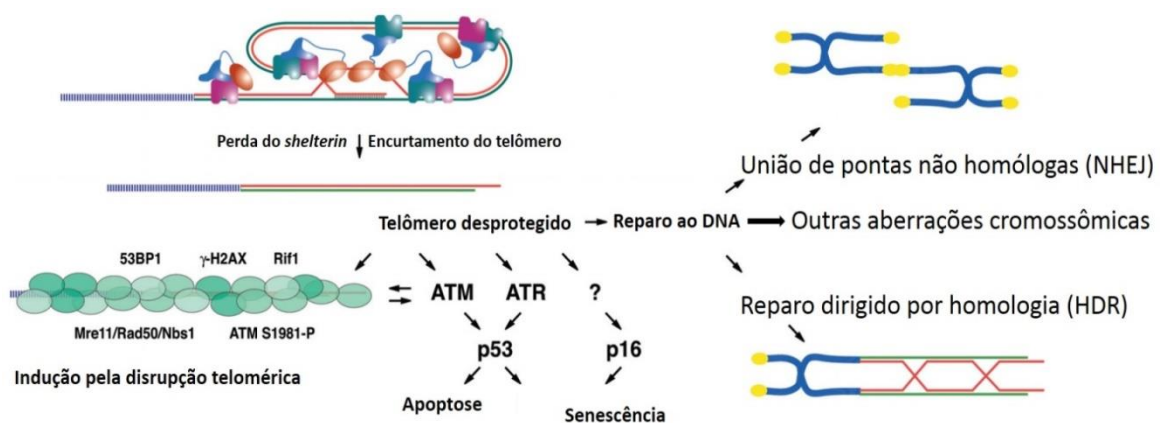 Perda do shelterin
Encurtamento do telômero
União de pontas não homólogas (NHEJ)
Telômero desprotegido
Reparo ao DNA
Outras aberrações cromossômicas
53BP1
γ-H2AX
Rif1
ATM
ATR
?
Mre11/Rad50/Nbs1
ATM S1981-P
Reparo dirigido por homologia (HDR)
p53
p16
Indução pela disrupção telomérica
Apoptose
Senescência